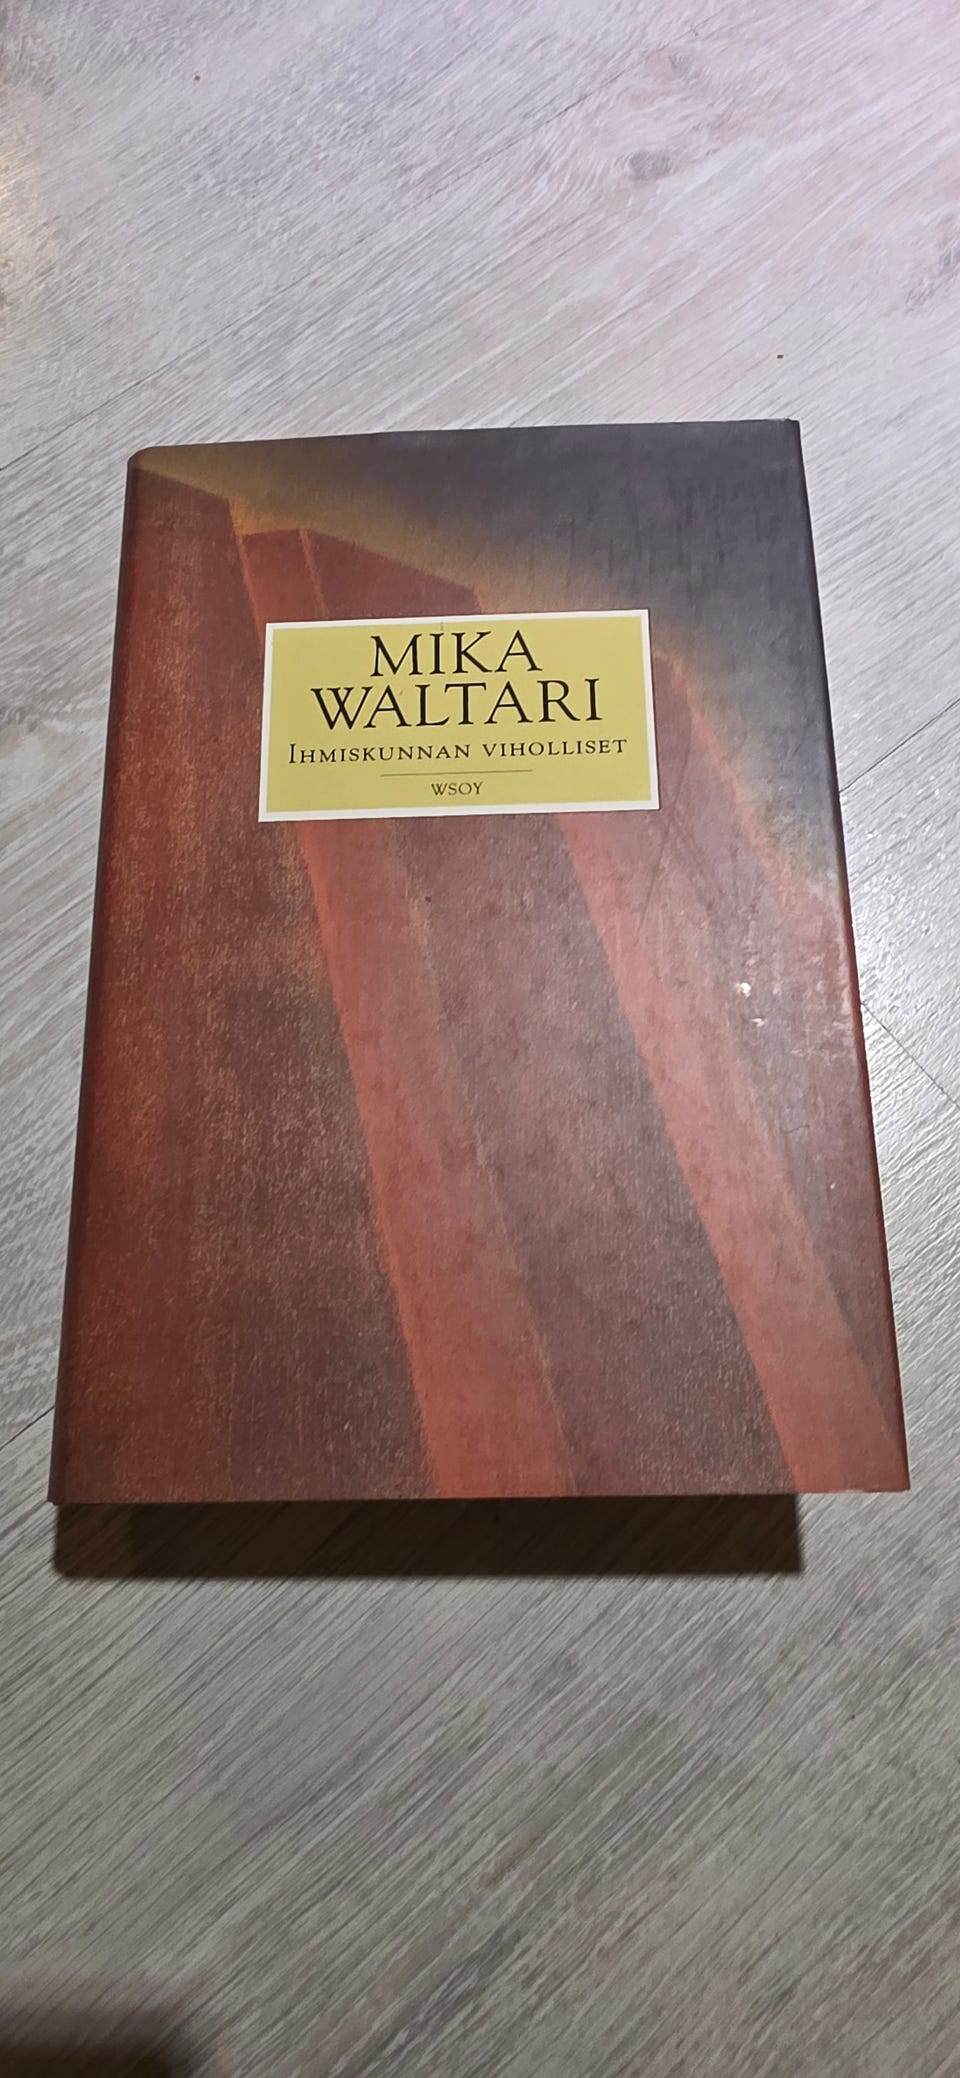 MIKA
WALTARI
IHMISKUNNAN VIHOLLISET
WSOY